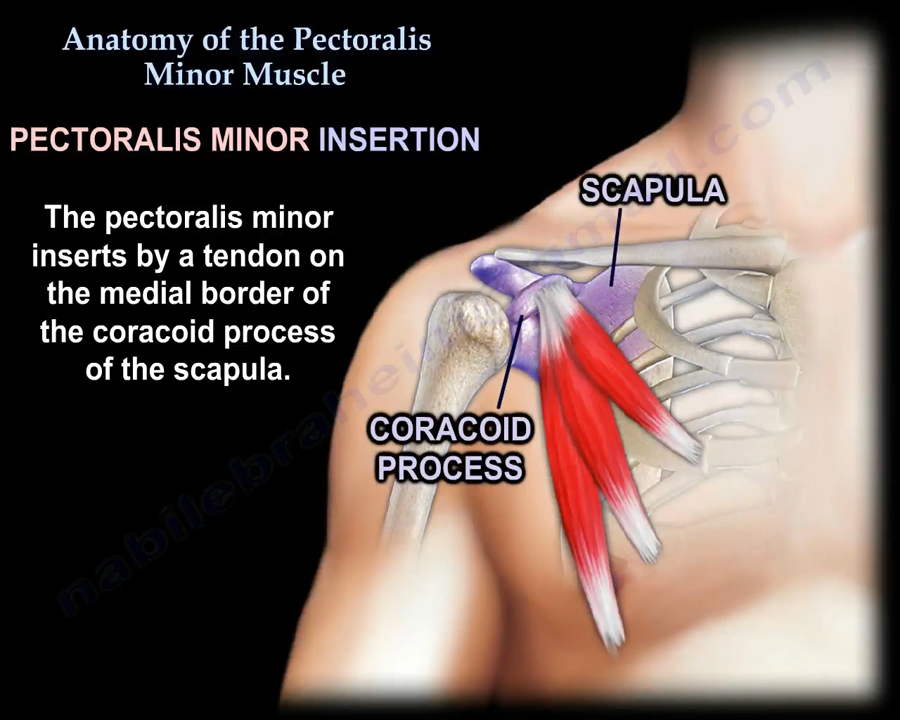 Anatomy of the Pectoralis
Minor Muscle
PECTORALIS MINOR INSERTION
The pectoralis minor
inserts by a tendon on
the medial border of
the coracoid process
of the scapula.
SCAPULA
CORACOID
PROCESS